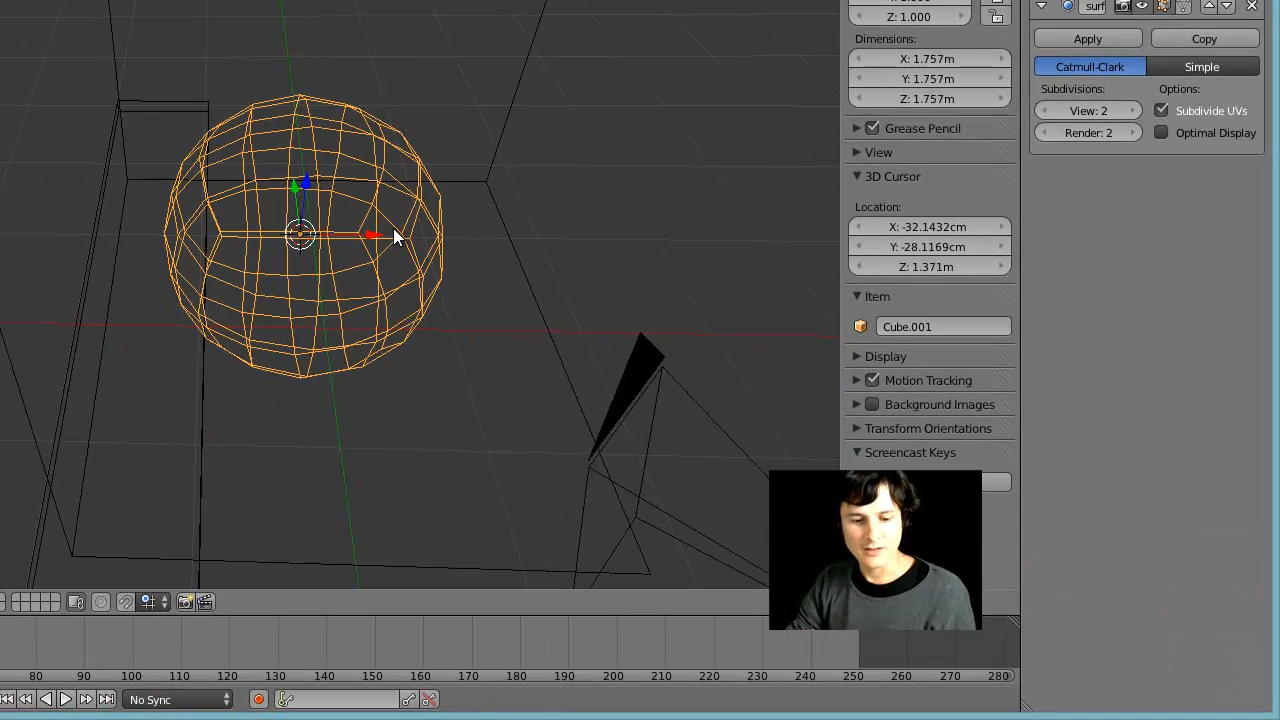 surf
Z: 1.000
Apply
Copy
Dimensions:
X: 1.757m
Y: 1.757m
Z: 1.757m
Catmull-Clark
Simple
Subdivisions:
Options:
View: 2
Subdivide UVs
Render: 2
Optimal Display
Grease Pencil
View
3D Cursor
Location:
X: -32.1432cm
Y: -28.1169cm
Z: 1.371m
Item
Cube.001
Display
Motion Tracking
Background Images
Transform Orientations
Screencast Keys
80 90 100 110 120 130 140 150 160 170 180 190 200 210 220 230 240 250 260 270 280
No Sync